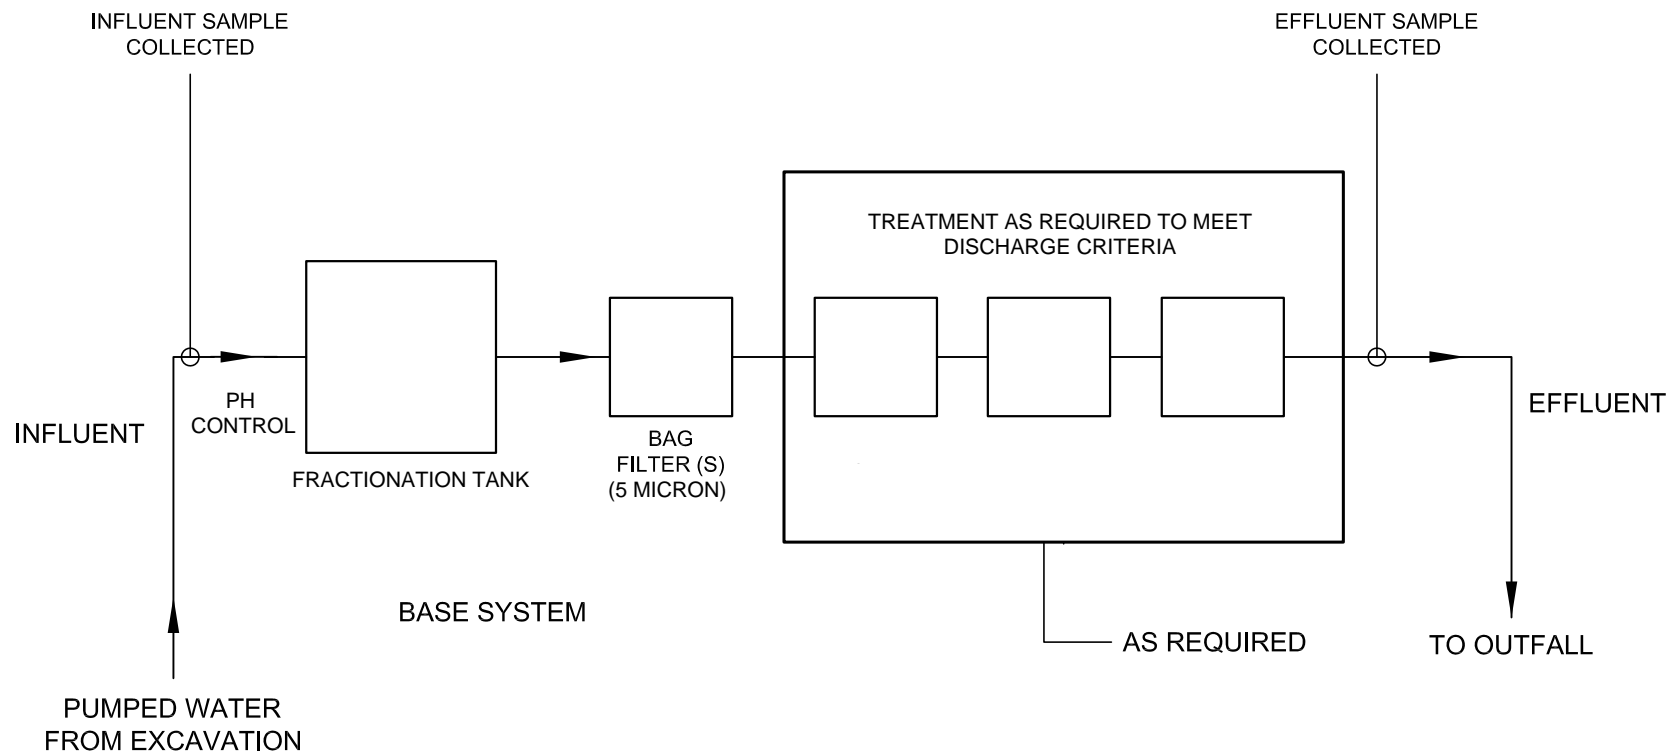 INFLUENT SAMPLE
COLLECTED
EFFLUENT SAMPLE
COLLECTED
TREATMENT AS REQUIRED TO MEET
DISCHARGE CRITERIA
PH
CONTROL
INFLUENT
FRACTIONATION TANK
BAG
FILTER (S)
(5 MICRON)
EFFLUENT
BASE SYSTEM
AS REQUIRED
TO OUTFALL
PUMPED WATER
FROM EXCAVATION